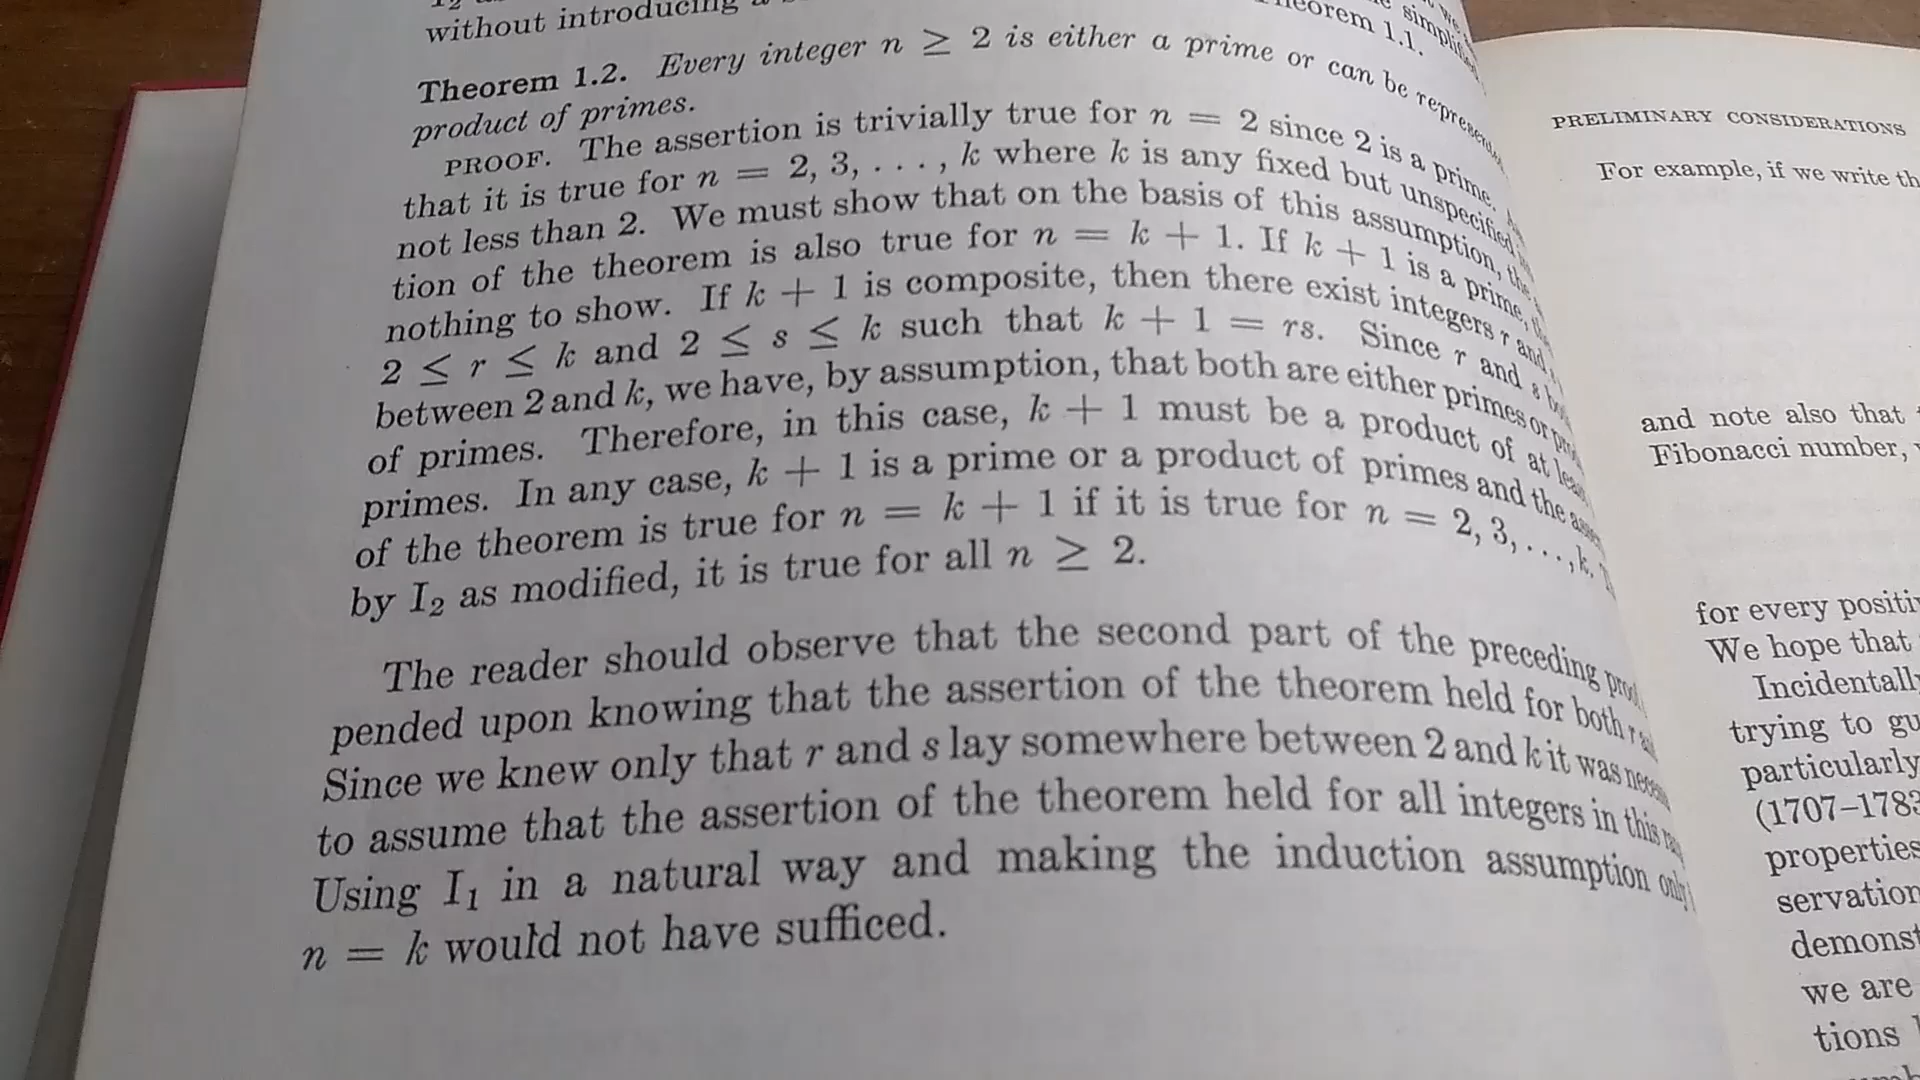 without introducing a
Theorem 1.1.
Theorem 1.2. Every integer n ≥ 2 is either a prime or can be
product of primes.
PROOF. The assertion is trivially true for n = 2 since 2 is a prime.
that it is true for n = 2, 3, . . . , k where k is any fixed but unspecified
not less than 2. We must show that on the basis of this assumption, the
tion of the theorem is also true for n = k + 1. If k + 1 is a prime,
nothing to show. If k + 1 is composite, then there exist integers r and
2 ≤ r ≤ k and 2 ≤ s ≤ k such that k + 1 = rs. Since r and s
between 2 and k, we have, by assumption, that both are either primes or
of primes. Therefore, in this case, k + 1 must be a product of at
primes. In any case, k + 1 is a prime or a product of primes and the
of the theorem is true for n = k + 1 if it is true for n = 2, 3, . . . , k.
by I₂ as modified, it is true for all n ≥ 2.
The reader should observe that the second part of the preceding
pended upon knowing that the assertion of the theorem held for both r
Since we knew only that r and s lay somewhere between 2 and k it was
to assume that the assertion of the theorem held for all integers in this
Using I₁ in a natural way and making the induction assumption only
n = k would not have sufficed.
PRELIMINARY CONSIDERATIONS
For example, if we write
and note also that
Fibonacci number,
for every
We hope that
trying to
particularly
(1707–1783
properties
we are
tions